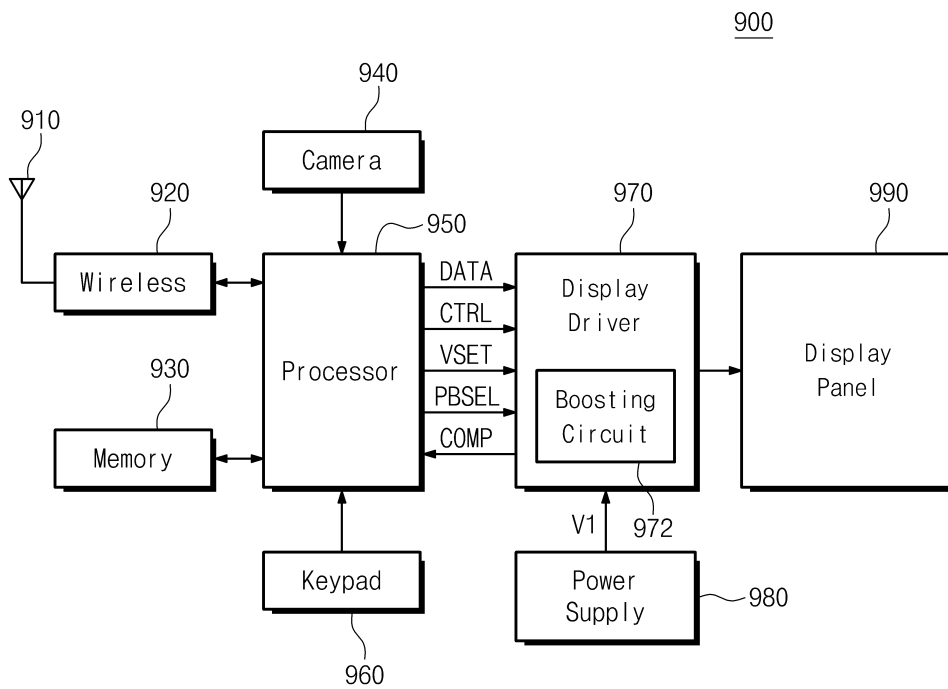 900
940
910
Camera
920
950
970
990
Wireless
DATA
Display
Driver
CTRL
VSET
Processor
Display
Panel
930
PBSEL
Boosting
Circuit
COMP
Memory
V1
972
Keypad
Power
Supply
980
960